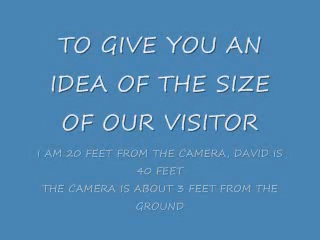 TO GIVE YOU AN
IDEA OF THE SIZE
OF OUR VISITOR
I AM 20 FEET FROM THE CAMERA, DAVID IS
40 FEET
THE CAMERA IS ABOUT 3 FEET FROM THE
GROUND